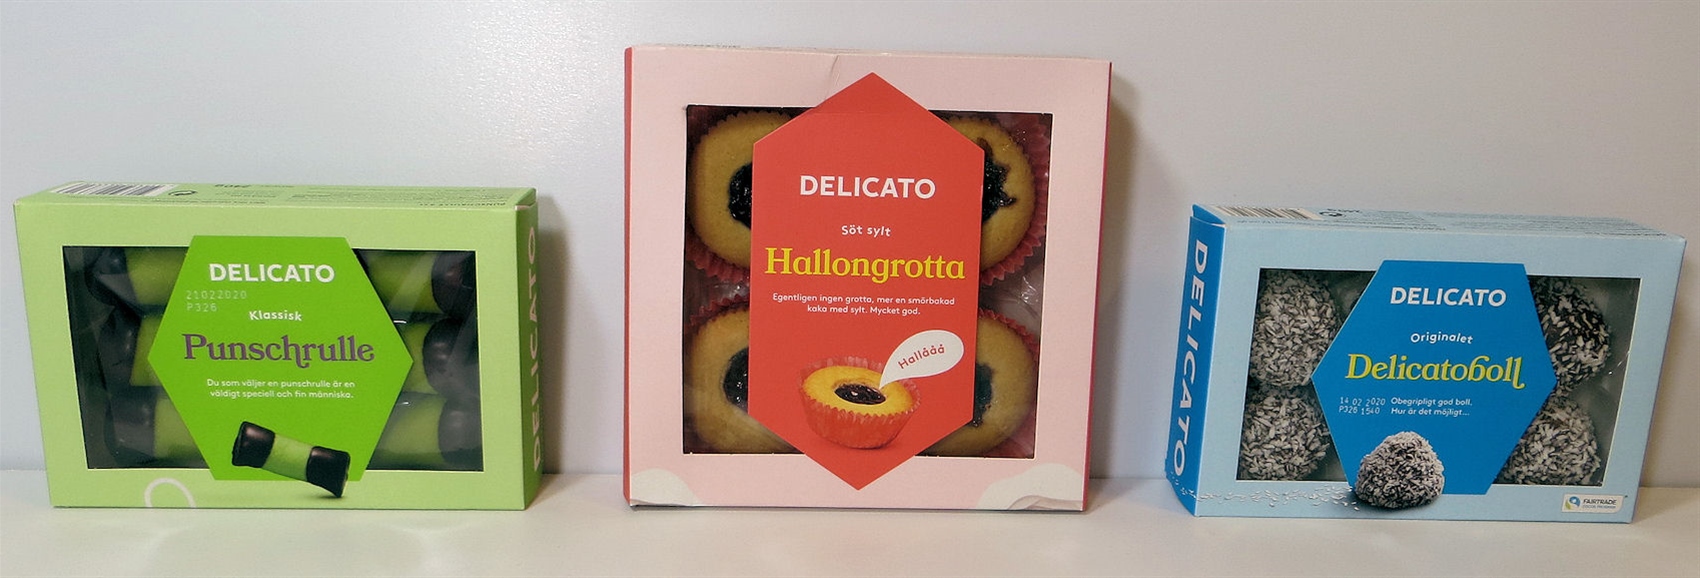 DELICATO
21022020
P326
Klassisk
Punschrulle
Du som väljer en punschrulle är en
väldigt speciell och fin människa.
DELICATO
DELICATO
Söt sylt
Hallongrotta
Egentligen ingen grotta, mer en smörbakad
kaka med sylt. Mycket god.
Hallååå
DELICATO
DELICATO
Originalet
Delicatoboll
14 02 2020
P326 1540
Obegripligt god boll.
Hur är det möjligt...
FAIRTRADE